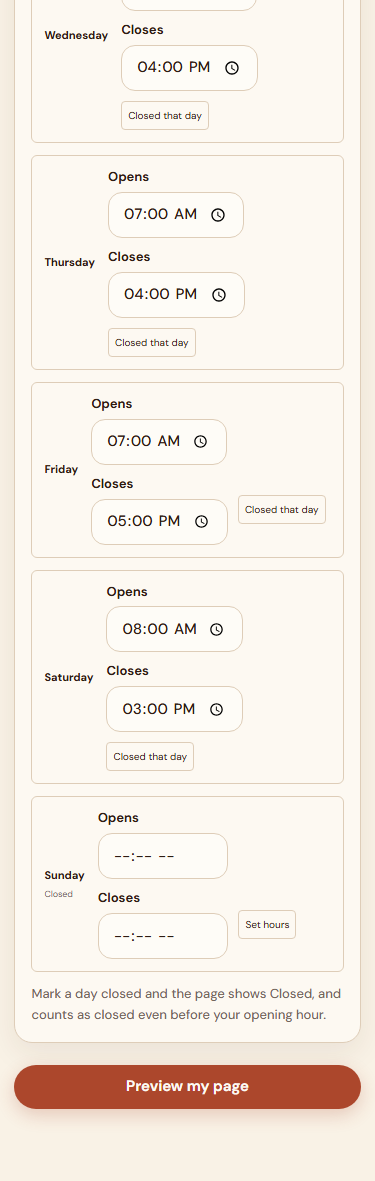 Wednesday
Closes
04:00 PM
Closed that day
Opens
07:00 AM
Thursday
Closes
04:00 PM
Closed that day
Opens
07:00 AM
Friday
Closes
05:00 PM
Closed that day
Opens
08:00 AM
Saturday
Closes
03:00 PM
Closed that day
Opens
--:-- --
Sunday
Closed
Closes
--:-- --
Set hours
Mark a day closed and the page shows Closed, and
counts as closed even before your opening hour.
Preview my page